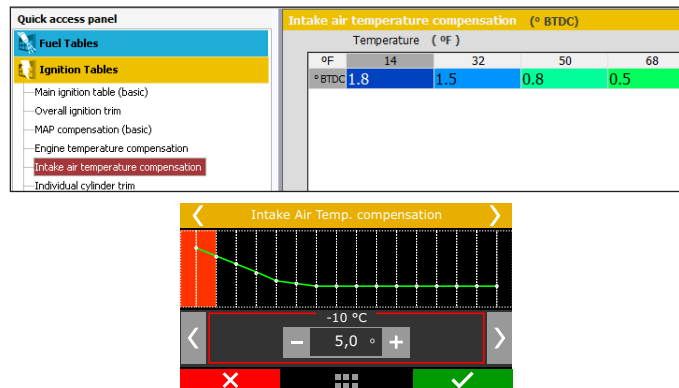 Quick access panel
Fuel Tables
Ignition Tables
Main ignition table (basic)
Overall ignition trim
MAP compensation (basic)
Engine temperature compensation
Intake air temperature compensation
Individual cylinder trim
Intake air temperature compensation (º BTDC)
Temperature (ºF)
ºF 14 32 50 68
º BTDC 1.8 1.5 0.8 0.5
Intake Air Temp. compensation
-10 °C
5,0 º